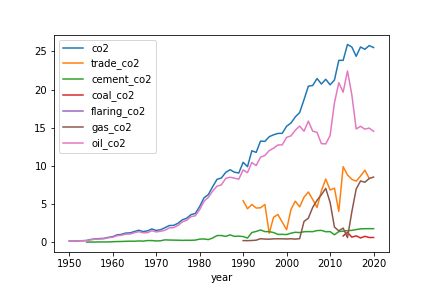 co2
trade_co2
cement_co2
coal_co2
flaring_co2
gas_co2
oil_co2
25
20
15
10
5
0
1950 1960 1970 1980 1990 2000 2010 2020
year